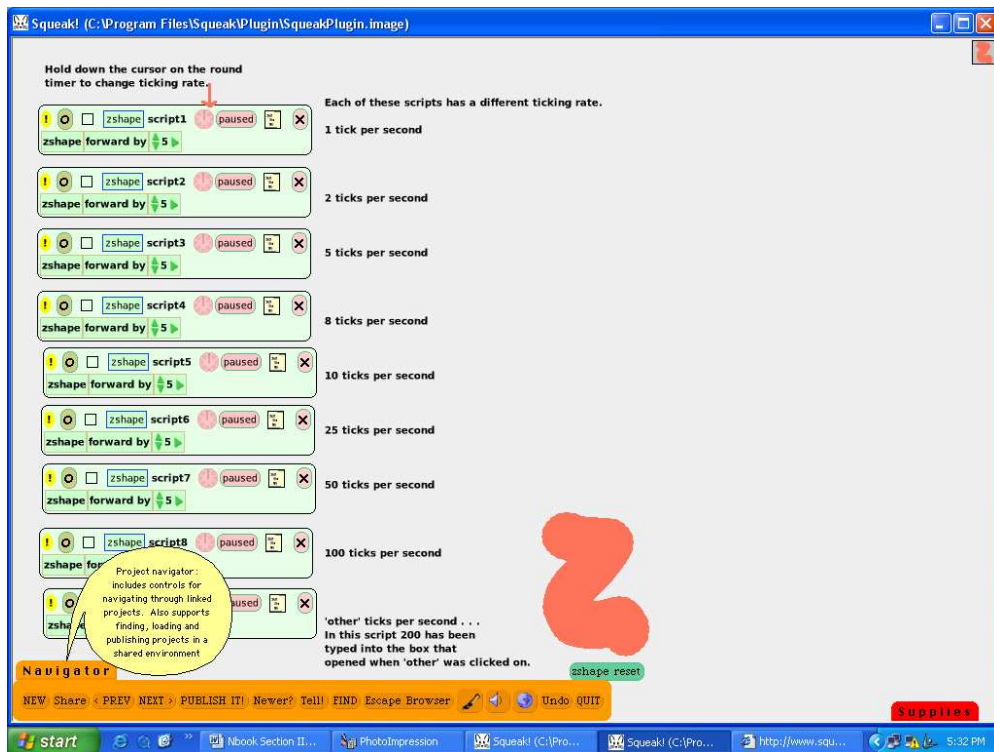 Squeak! (C:\Program Files\Squeak\Plugin\SqueakPlugin.image)
Hold down the cursor on the round
timer to change ticking rate.
Each of these scripts has a different ticking rate.
! zshape script1 paused
zshape forward by 5
1 tick per second
! zshape script2 paused
zshape forward by 5
2 ticks per second
! zshape script3 paused
zshape forward by 5
5 ticks per second
! zshape script4 paused
zshape forward by 5
8 ticks per second
! zshape script5 paused
zshape forward by 5
10 ticks per second
! zshape script6 paused
zshape forward by 5
25 ticks per second
! zshape script7 paused
zshape forward by 5
50 ticks per second
! zshape script8 paused
zshape
100 ticks per second
Project navigator:
includes controls for
navigating through linked
projects. Also supports
finding, loading and
publishing projects in a
shared environment
!
'other' ticks per second . . .
In this script 200 has been
typed into the box that
opened when 'other' was clicked on.
zshape reset
Navigator
NEW Share < PREV NEXT > PUBLISH IT! Newer? Tell! FIND Escape Browser Undo QUIT
Supplies
start Nbook Section II... PhotoImpression Squeak! (C:\Pro... Squeak! (C:\Pro... http://www.squ... 5:32 PM